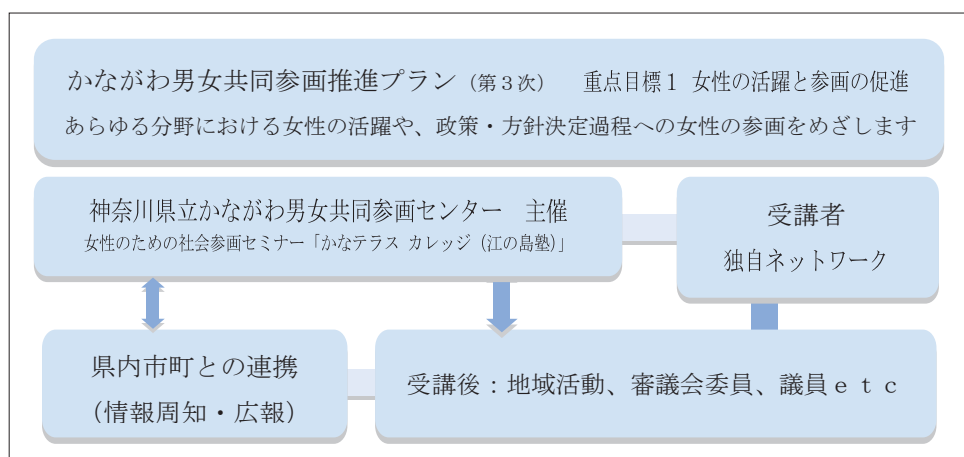 かながわ男女共同参画推進プラン（第３次）　重点目標１ 女性の活躍と参画の促進
あらゆる分野における女性の活躍や、政策・方針決定過程への女性の参画をめざします
神奈川県立かながわ男女共同参画センター　主催
女性のための社会参画セミナー「かなテラス カレッジ（江の島塾）」
受講者
独自ネットワーク
県内市町との連携
（情報周知・広報）
受講後：地域活動、審議会委員、議員ｅｔｃ